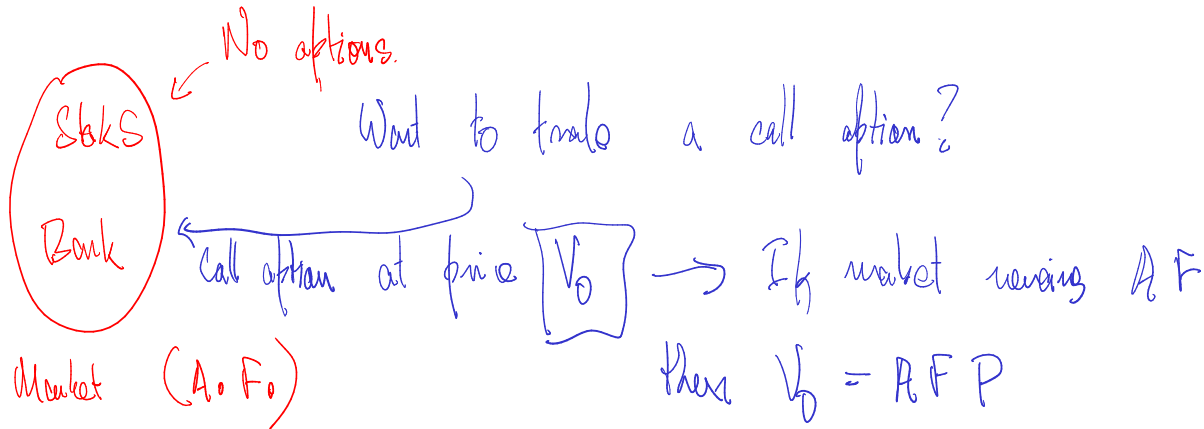 No options.
Stock S
Want to trade a call option?
Bank
Call option at price V0 → If market remains A F
Market (A. F.)
then V0 = A F P